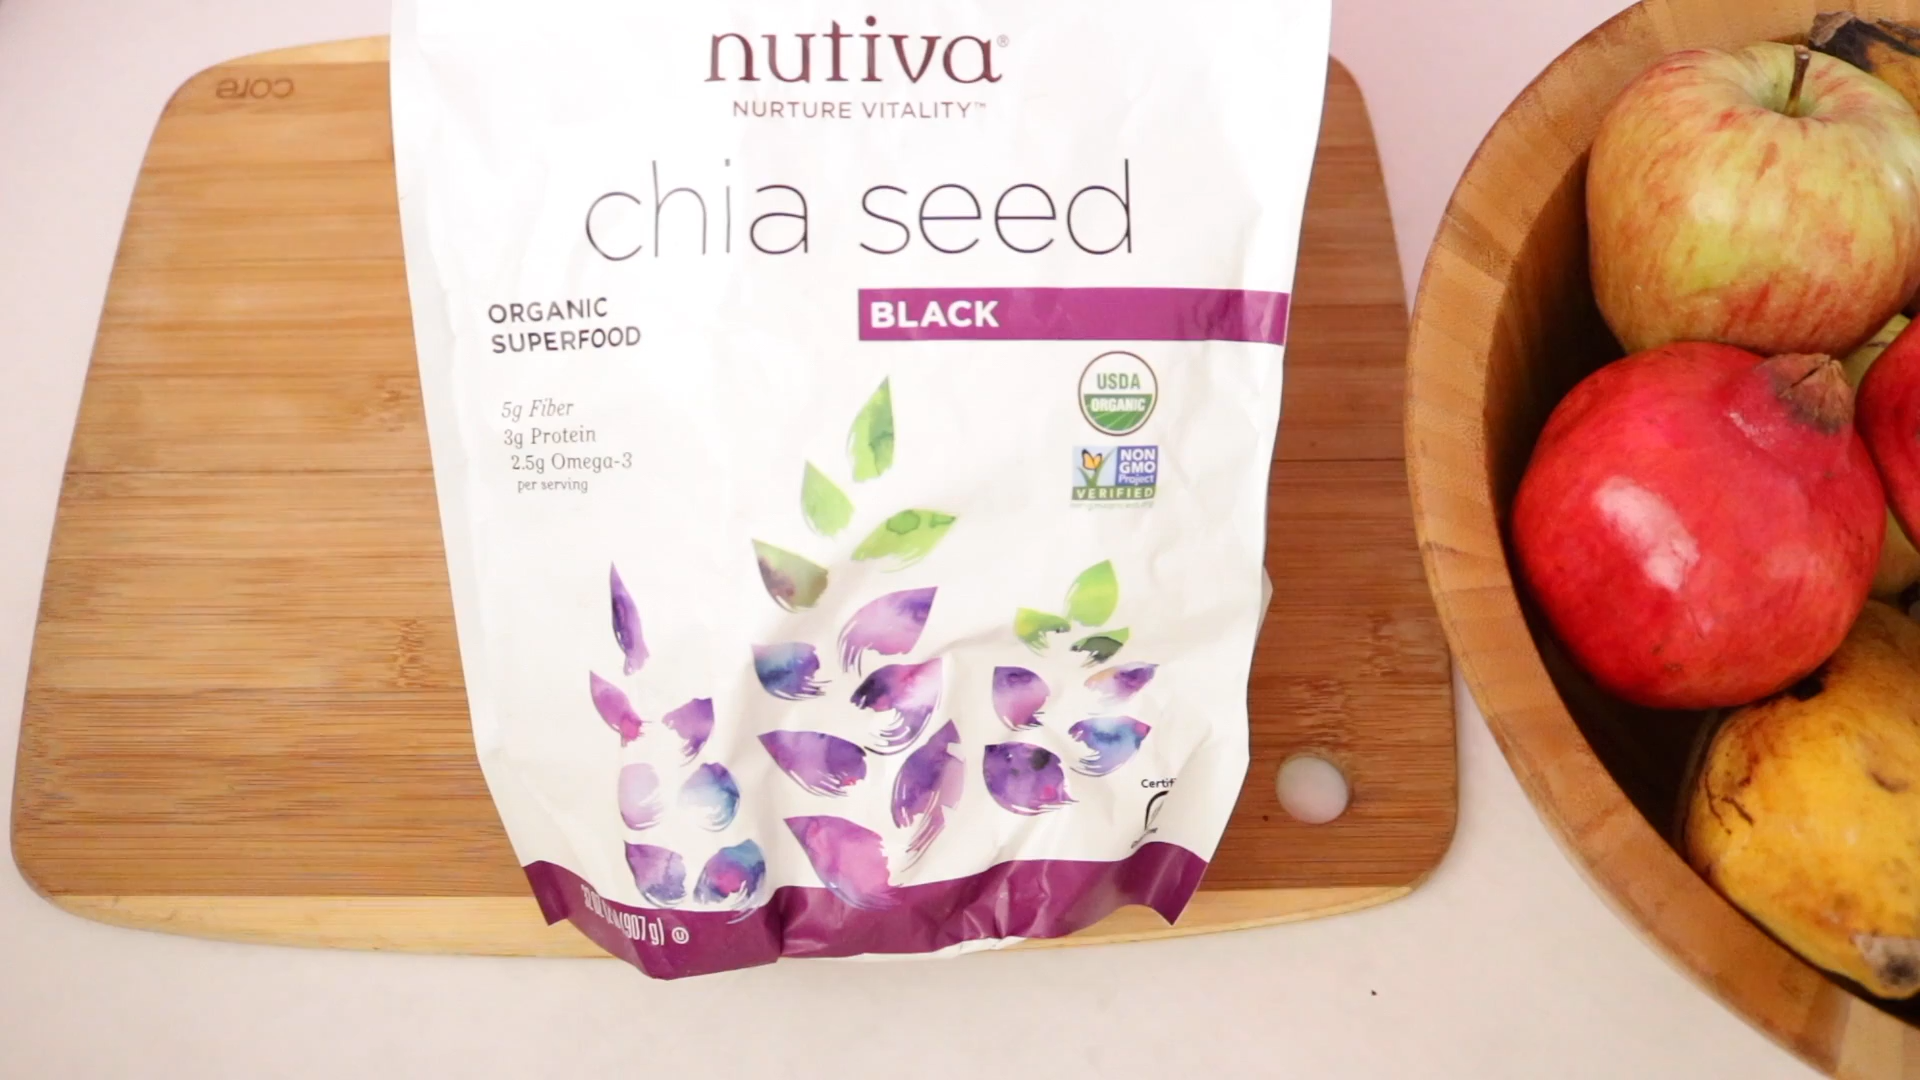 core
nutiva®
NURTURE VITALITY™
chia seed
ORGANIC
SUPERFOOD
BLACK
5g Fiber
3g Protein
2.5g Omega-3
per serving
USDA
ORGANIC
NON
GMO
Project
VERIFIED
Certif
(907 g) U